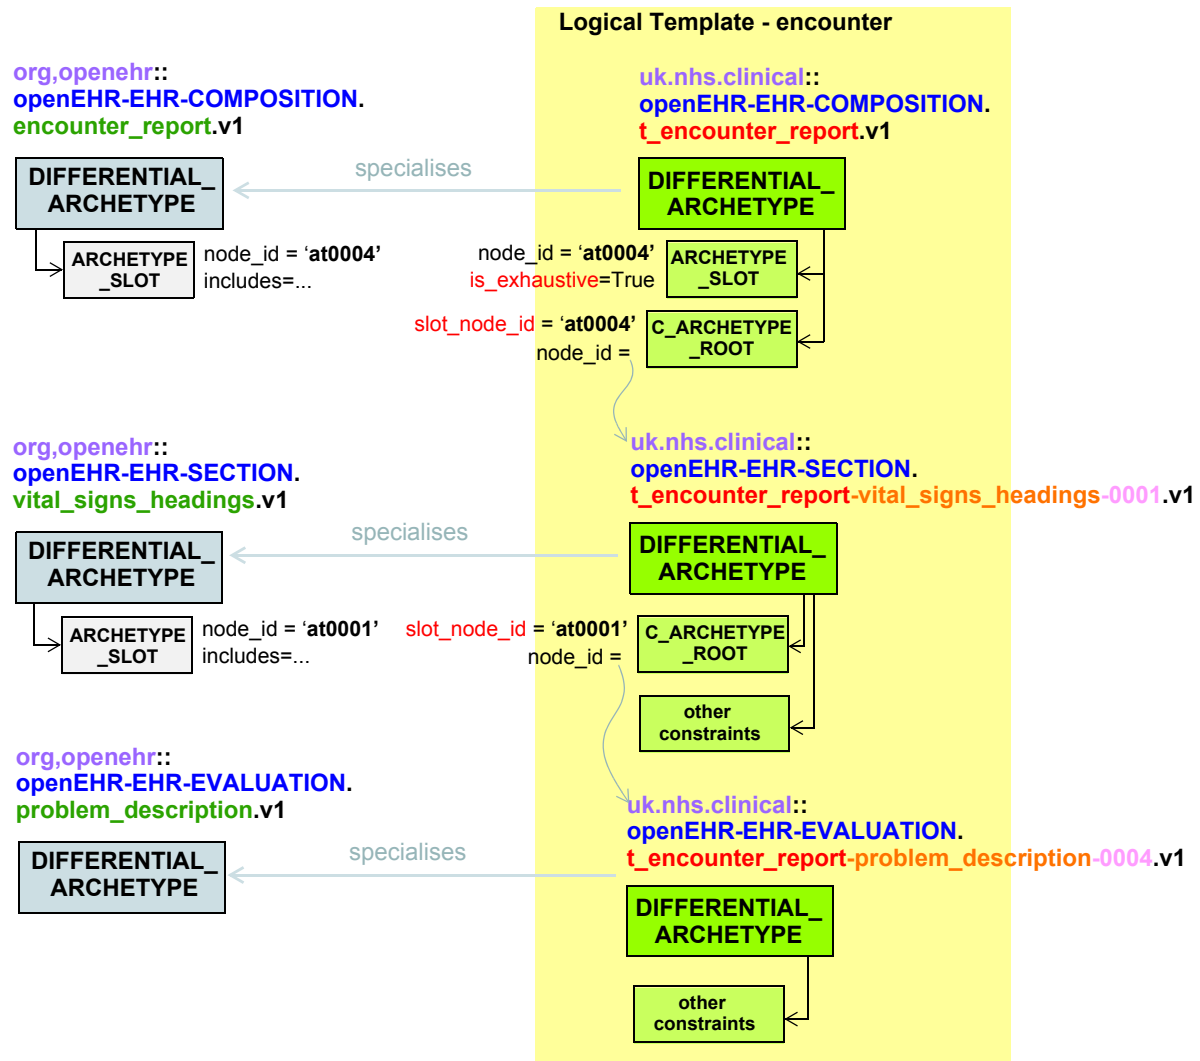 Logical Template - encounter
org,openehr::
openEHR-EHR-COMPOSITION.
encounter_report.v1
uk.nhs.clinical::
openEHR-EHR-COMPOSITION.
t_encounter_report.v1
DIFFERENTIAL_
ARCHETYPE
specialises
DIFFERENTIAL_
ARCHETYPE
ARCHETYPE
_SLOT
node_id = ‘at0004’
includes=...
node_id = ‘at0004’
is_exhaustive=True
ARCHETYPE
_SLOT
slot_node_id = ‘at0004’
node_id =
C_ARCHETYPE
_ROOT
org,openehr::
openEHR-EHR-SECTION.
vital_signs_headings.v1
uk.nhs.clinical::
openEHR-EHR-SECTION.
t_encounter_report-vital_signs_headings-0001.v1
DIFFERENTIAL_
ARCHETYPE
specialises
DIFFERENTIAL_
ARCHETYPE
ARCHETYPE
_SLOT
node_id = ‘at0001’
includes=...
slot_node_id = ‘at0001’
node_id =
C_ARCHETYPE
_ROOT
other
constraints
org,openehr::
openEHR-EHR-EVALUATION.
problem_description.v1
uk.nhs.clinical::
openEHR-EHR-EVALUATION.
t_encounter_report-problem_description-0004.v1
DIFFERENTIAL_
ARCHETYPE
specialises
DIFFERENTIAL_
ARCHETYPE
other
constraints